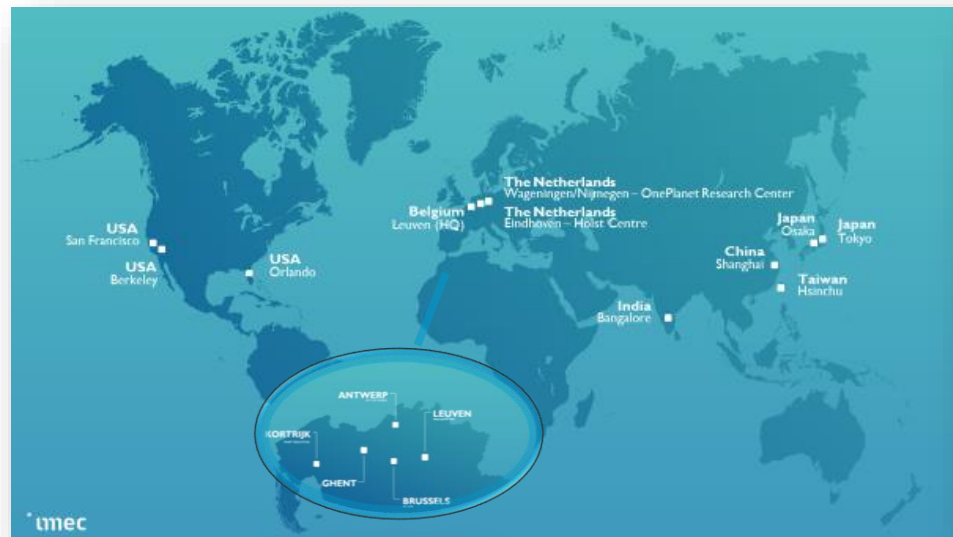 The Netherlands
Wageningen/Nijmegen – OnePlanet Research Center
Belgium
Leuven (HQ)
The Netherlands
Eindhoven – Holst Centre
USA
San Francisco
USA
Berkeley
USA
Orlando
Japan
Osaka
Japan
Tokyo
China
Shanghai
Taiwan
Hsinchu
India
Bangalore
ANTWERP
LEUVEN
KORTRIJK
GHENT
BRUSSELS
imec